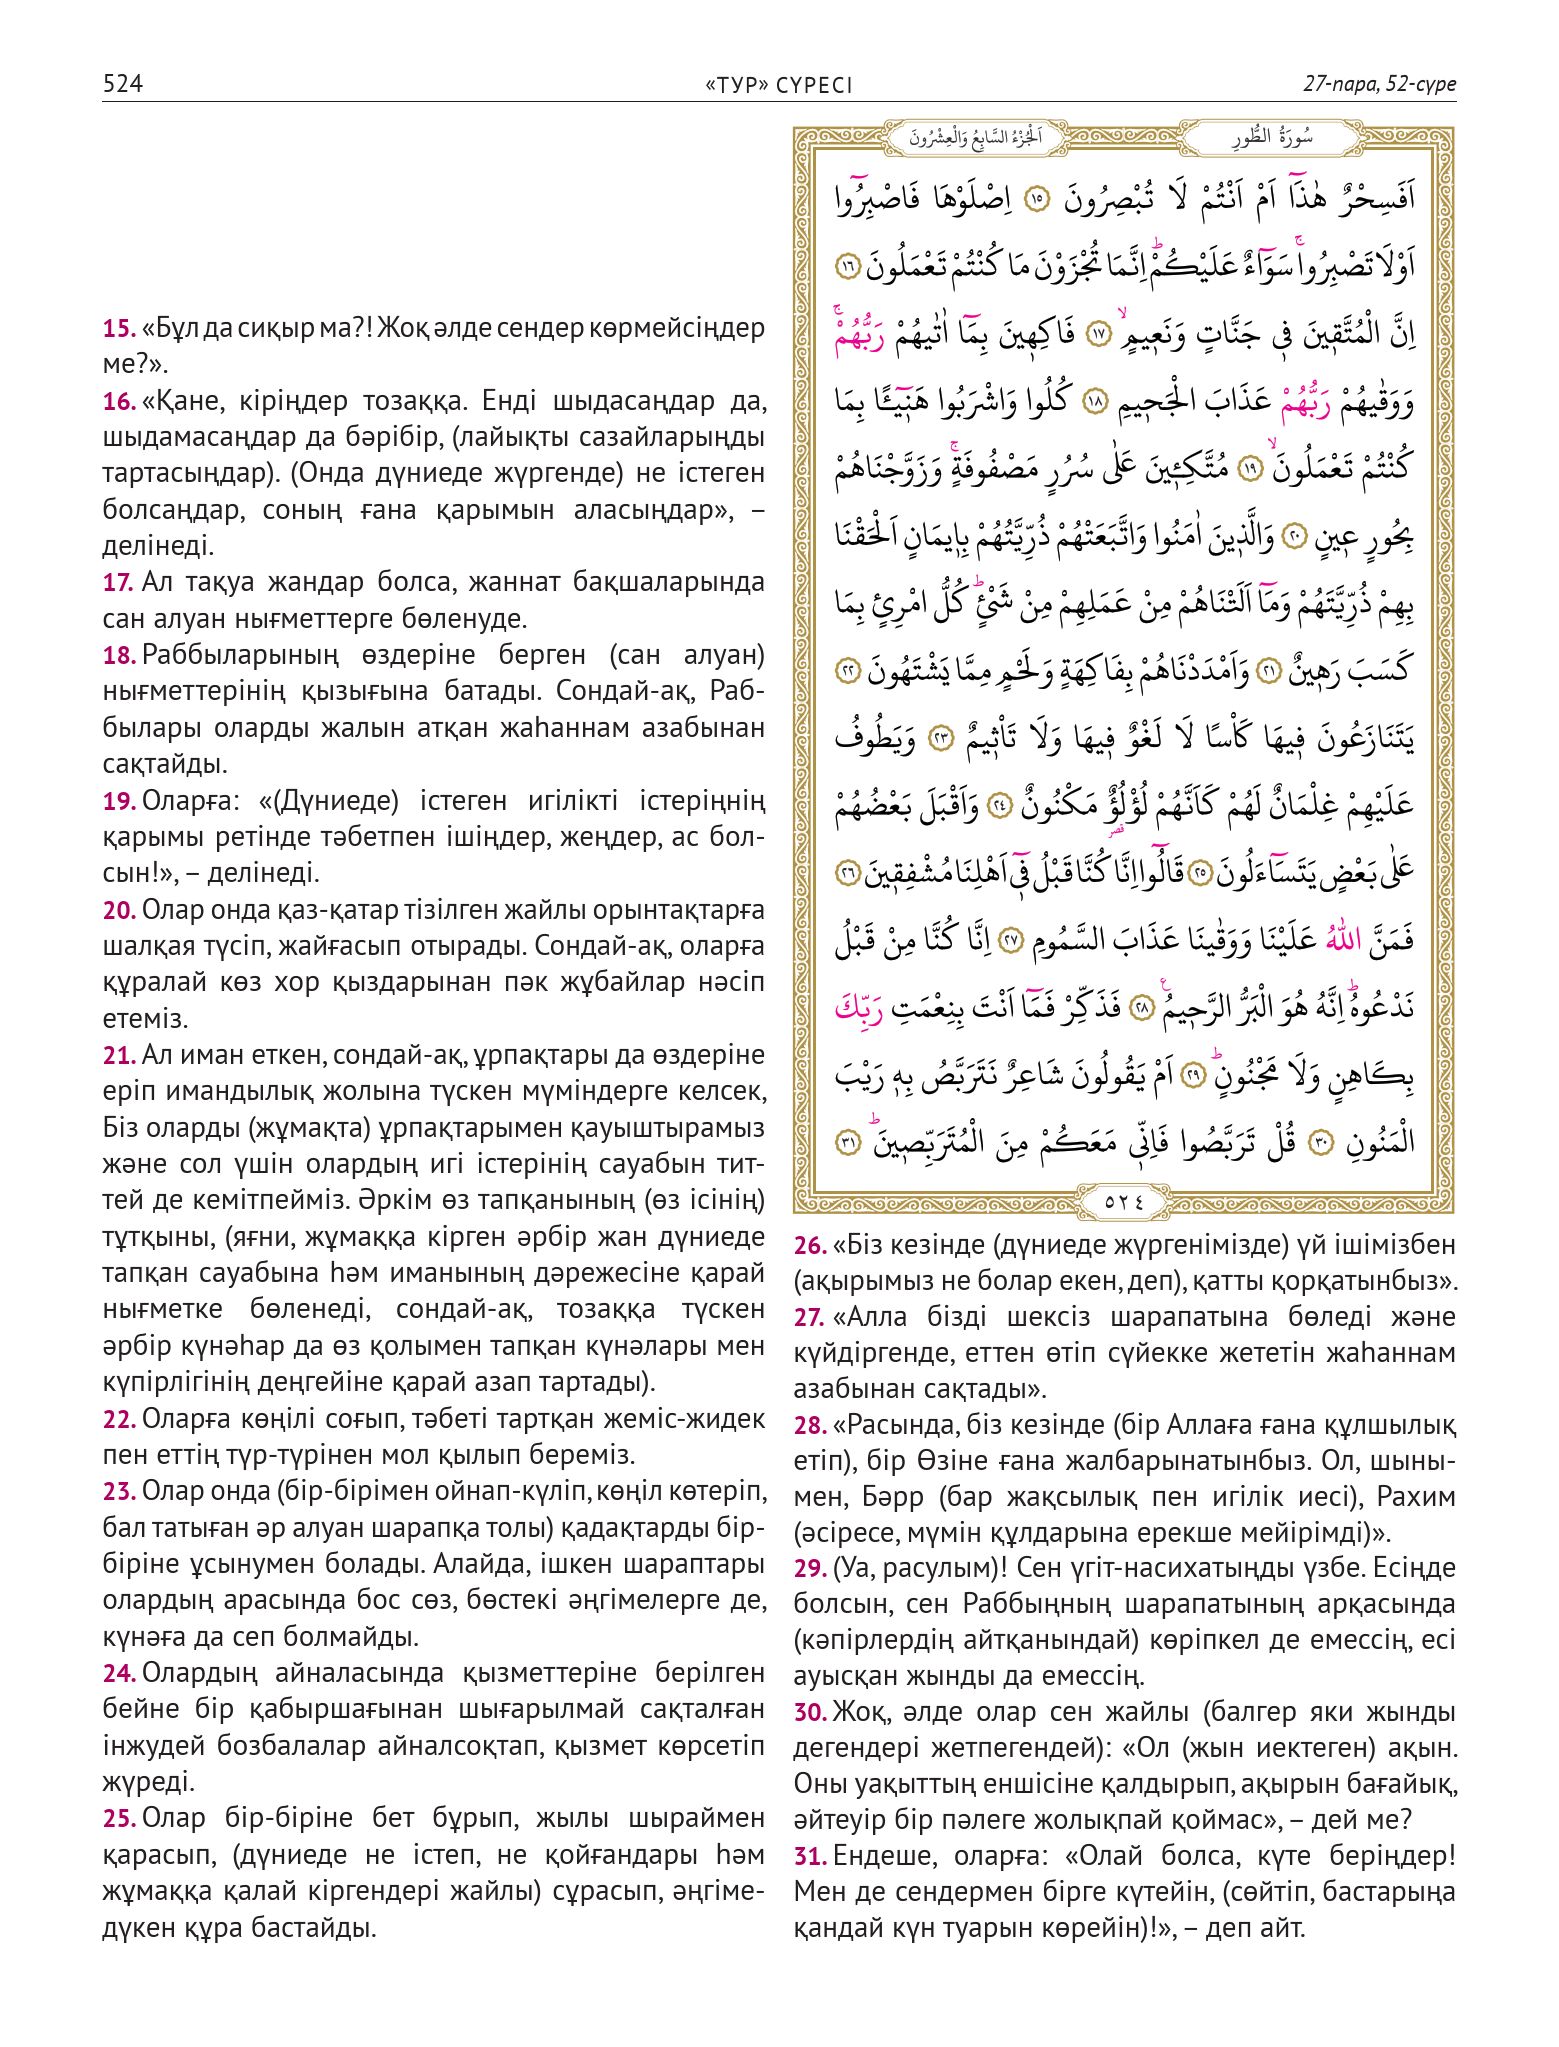 524
«ТУР» СҮРЕСІ
27-пара, 52-сүре
15. «Бұл да сиқыр ма?! Жоқ әлде сендер көрмейсіңдер
ме?».
16. «Қане, кіріңдер тозаққа. Енді шыдасаңдар да,
шыдамасаңдар да бәрібір, (лайықты сазайларыңды
тартасыңдар). (Онда дүниеде жүргенде) не істеген
болсаңдар, соның ғана қарымын аласыңдар», –
делінеді.
17. Ал тақуа жандар болса, жаннат бақшаларында
сан алуан нығметтерге бөленуде.
18. Раббыларының өздеріне берген (сан алуан)
нығметтерінің қызығына батады. Сондай-ақ, Раб-
былары оларды жалын атқан жаһаннам азабынан
сақтайды.
19. Оларға: «(Дүниеде) істеген игілікті істеріңнің
қарымы ретінде тәбетпен ішіңдер, жеңдер, ас бол-
сын!», – делінеді.
20. Олар онда қаз-қатар тізілген жайлы орынтақтарға
шалқая түсіп, жайғасып отырады. Сондай-ақ, оларға
құралай көз хор қыздарынан пәк жұбайлар нәсіп
етеміз.
21. Ал иман еткен, сондай-ақ, ұрпақтары да өздеріне
еріп имандылық жолына түскен мүміндерге келсек,
Біз оларды (жұмақта) ұрпақтарымен қауыштырамыз
және сол үшін олардың игі істерінің сауабын тит-
тей де кемітпейміз. Әркім өз тапқанының (өз ісінің)
тұтқыны, (яғни, жұмаққа кірген әрбір жан дүниеде
тапқан сауабына һәм иманының дәрежесіне қарай
нығметке бөленеді, сондай-ақ, тозаққа түскен
әрбір күнәһар да өз қолымен тапқан күнәлары мен
күпірлігінің деңгейіне қарай азап тартады).
22. Оларға көңілі соғып, тәбеті тартқан жеміс-жидек
пен еттің түр-түрінен мол қылып береміз.
23. Олар онда (бір-бірімен ойнап-күліп, көңіл көтеріп,
бал татыған әр алуан шарапқа толы) қадақтарды бір-
біріне ұсынумен болады. Алайда, ішкен шараптары
олардың арасында бос сөз, бөстекі әңгімелерге де,
күнәға да сеп болмайды.
24. Олардың айналасында қызметтеріне берілген
бейне бір қабыршағынан шығарылмай сақталған
інжудей бозбалалар айналсоқтап, қызмет көрсетіп
жүреді.
25. Олар бір-біріне бет бұрып, жылы шыраймен
қарасып, (дүниеде не істеп, не қойғандары һәм
жұмаққа қалай кіргендері жайлы) сұрасып, әңгіме-
дүкен құра бастайды.
سُورَةُ الطُّورِ
اَلْجُزْءُ السَّابِعُ وَالْعِشْرُونَ
اَفَسِحْرٌ هٰذَٓا اَمْ اَنْتُمْ لَا تُبْصِرُونَ ١٥ اِصْلَوْهَا فَاصْبِرُٓوا
اَوْلَا تَصْبِرُواۚ سَوَٓاءٌ عَلَيْكُمْۜ اِنَّمَا تُجْزَوْنَ مَا كُنْتُمْ تَعْمَلُونَ ١٦
اِنَّ الْمُتَّق۪ينَ ف۪ي جَنَّاتٍ وَنَع۪يمٍۙ ١٧ فَاكِه۪ينَ بِمَٓا اٰتٰيهُمْ رَبُّهُمْۚ
وَوَقٰيهُمْ رَبُّهُمْ عَذَابَ الْجَح۪يمِ ١٨ كُلُوا وَاشْرَبُوا هَن۪ٓيـًٔا بِمَا
كُنْتُمْ تَعْمَلُونَۙ ١٩ مُتَّكِـ۪ٔينَ عَلٰى سُرُرٍ مَصْفُوفَةٍۚ وَزَوَّجْنَاهُمْ
بِحُورٍ ع۪ينٍ ٢٠ وَالَّذ۪ينَ اٰمَنُوا وَاتَّبَعَتْهُمْ ذُرِّيَّتُهُمْ بِا۪يمَانٍ اَلْحَقْنَا
بِهِمْ ذُرِّيَّتَهُمْ وَمَٓا اَلَتْنَاهُمْ مِنْ عَمَلِهِمْ مِنْ شَيْءٍۜ كُلُّ امْرِئٍ بِمَا
كَسَبَ رَه۪ينٌ ٢١ وَاَمْدَدْنَاهُمْ بِفَاكِهَةٍ وَلَحْمٍ مِمَّا يَشْتَهُونَ ٢٢
يَتَنَازَعُونَ ف۪يهَا كَأْسًا لَا لَغْوٌ ف۪يهَا وَلَا تَأْث۪يمٌ ٢٣ وَيَطُوفُ
عَلَيْهِمْ غِلْمَانٌ لَهُمْ كَاَنَّهُمْ لُؤْلُؤٌ مَكْنُونٌ ٢٤ وَاَقْبَلَ بَعْضُهُمْ
عَلٰى بَعْضٍ يَتَسَٓاءَلُونَ ٢٥ قَالُٓوا اِنَّا كُنَّا قَبْلُ ف۪ٓي اَهْلِنَا مُشْفِق۪ينَ ٢٦
فَمَنَّ اللّٰهُ عَلَيْنَا وَوَقٰينَا عَذَابَ السَّمُومِ ٢٧ اِنَّا كُنَّا مِنْ قَبْلُ
نَدْعُوهُۜ اِنَّهُ هُوَ الْبَرُّ الرَّح۪يمُ ٢٨ فَذَكِّرْ فَمَٓا اَنْتَ بِنِعْمَتِ رَبِّكَ
بِكَاهِنٍ وَلَا مَجْنُونٍۜ ٢٩ اَمْ يَقُولُونَ شَاعِرٌ نَتَرَبَّصُ بِه۪ رَيْبَ
الْمَنُونِ ٣٠ قُلْ تَرَبَّصُوا فَاِنّ۪ي مَعَكُمْ مِنَ الْمُتَرَبِّص۪ينَۜ ٣١
٥٢٤
26. «Біз кезінде (дүниеде жүргенімізде) үй ішімізбен
(ақырымыз не болар екен, деп), қатты қорқатынбыз».
27. «Алла бізді шексіз шарапатына бөледі және
күйдіргенде, еттен өтіп сүйекке жететін жаһаннам
азабынан сақтады».
28. «Расында, біз кезінде (бір Аллаға ғана құлшылық
етіп), бір Өзіне ғана жалбарынатынбыз. Ол, шыны-
мен, Бәрр (бар жақсылық пен игілік иесі), Рахим
(әсіресе, мүмін құлдарына ерекше мейірімді)».
29. (Уа, расулым)! Сен үгіт-насихатыңды үзбе. Есіңде
болсын, сен Раббыңның шарапатының арқасында
(кәпірлердің айтқанындай) көріпкел де емессің, есі
ауысқан жынды да емессің.
30. Жоқ, әлде олар сен жайлы (балгер яки жынды
дегендері жетпегендей): «Ол (жын иектеген) ақын.
Оны уақыттың еншісіне қалдырып, ақырын бағайық,
әйтеуір бір пәлеге жолықпай қоймас», – дей ме?
31. Ендеше, оларға: «Олай болса, күте беріңдер!
Мен де сендермен бірге күтейін, (сөйтіп, бастарыңа
қандай күн туарын көрейін)!», – деп айт.